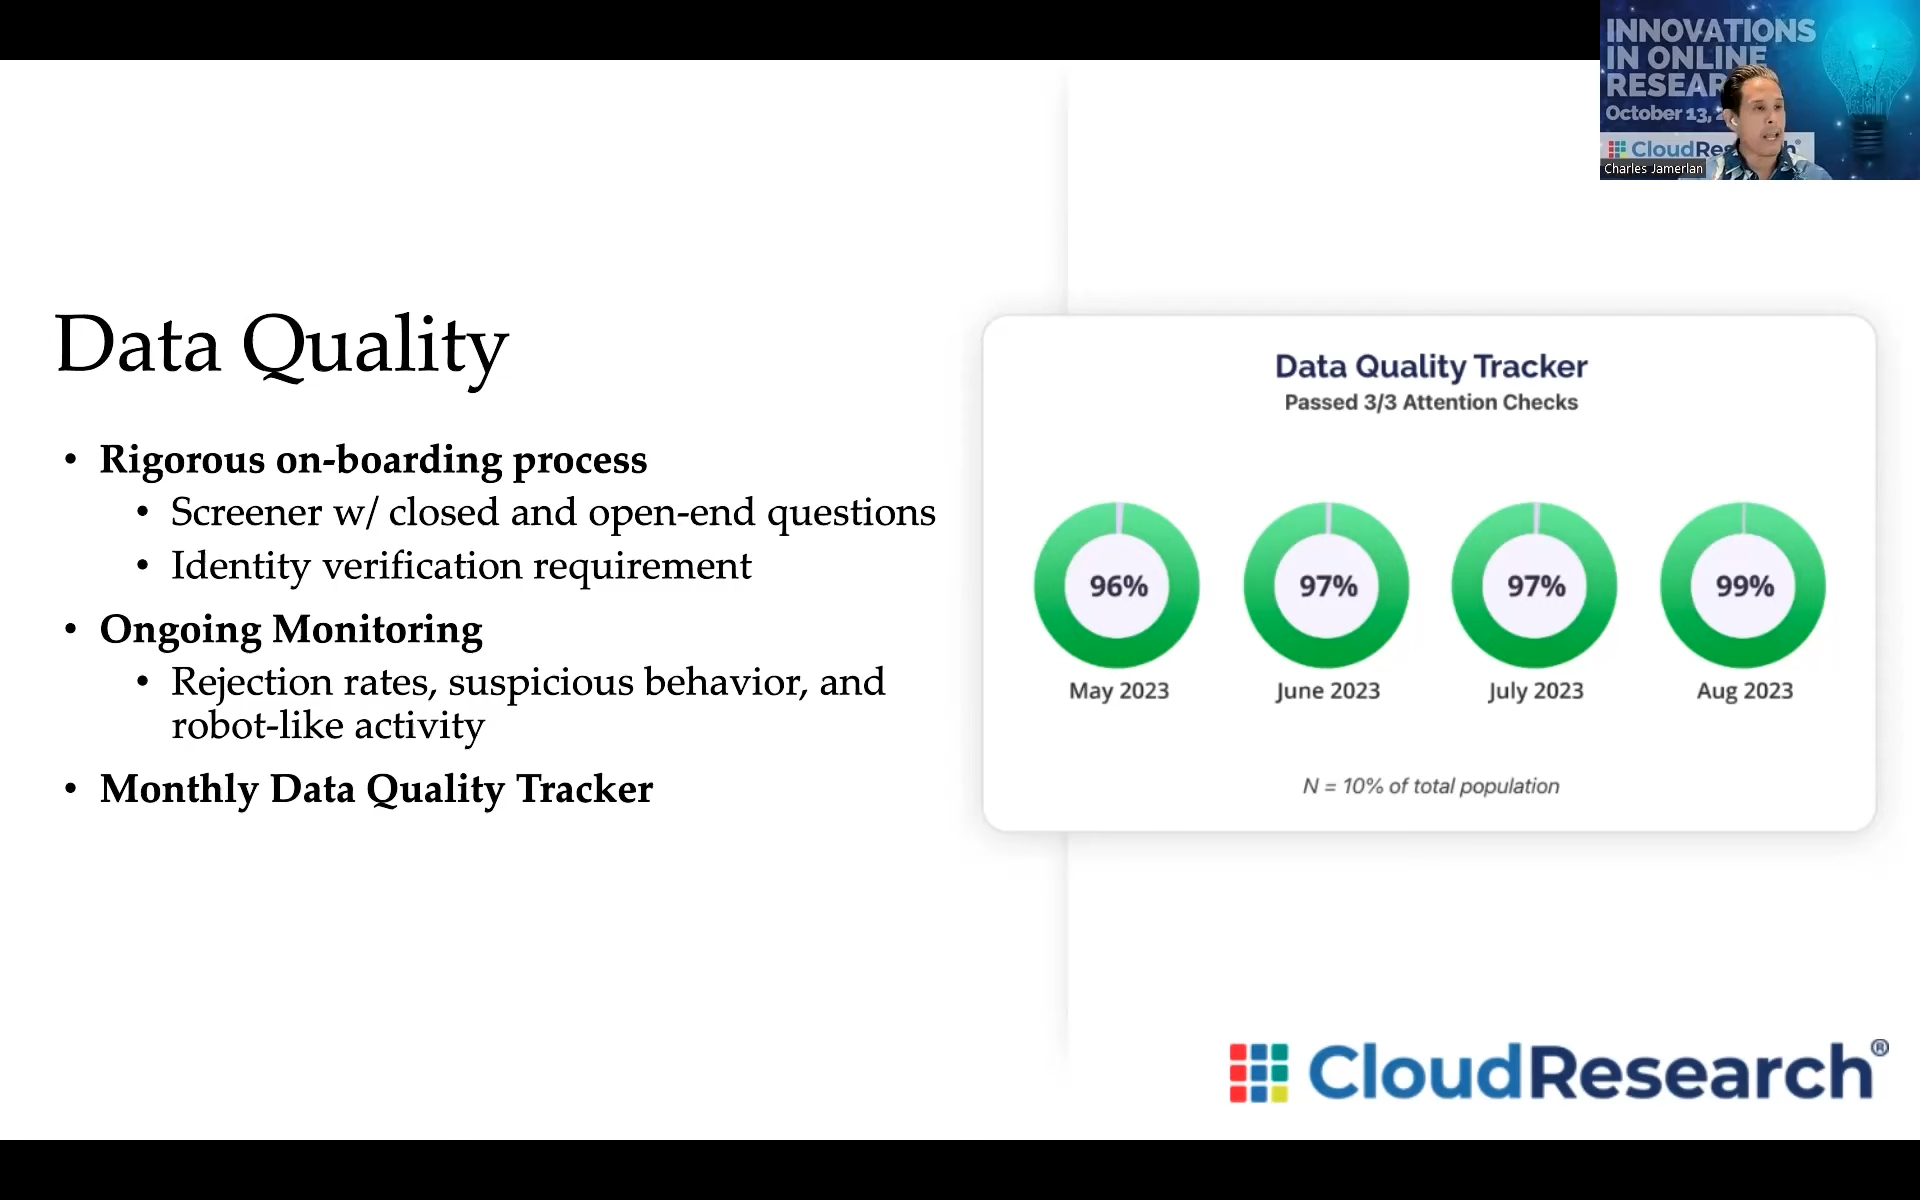 INNOVATIONS
IN ONLINE
October 13,
Charles Jamerlan
Data Quality
• Rigorous on-boarding process
• Screener w/ closed and open-end questions
• Identity verification requirement
• Ongoing Monitoring
• Rejection rates, suspicious behavior, and
robot-like activity
• Monthly Data Quality Tracker
Data Quality Tracker
Passed 3/3 Attention Checks
96% 97% 97% 99%
May 2023 June 2023 July 2023 Aug 2023
N = 10% of total population
CloudResearch®